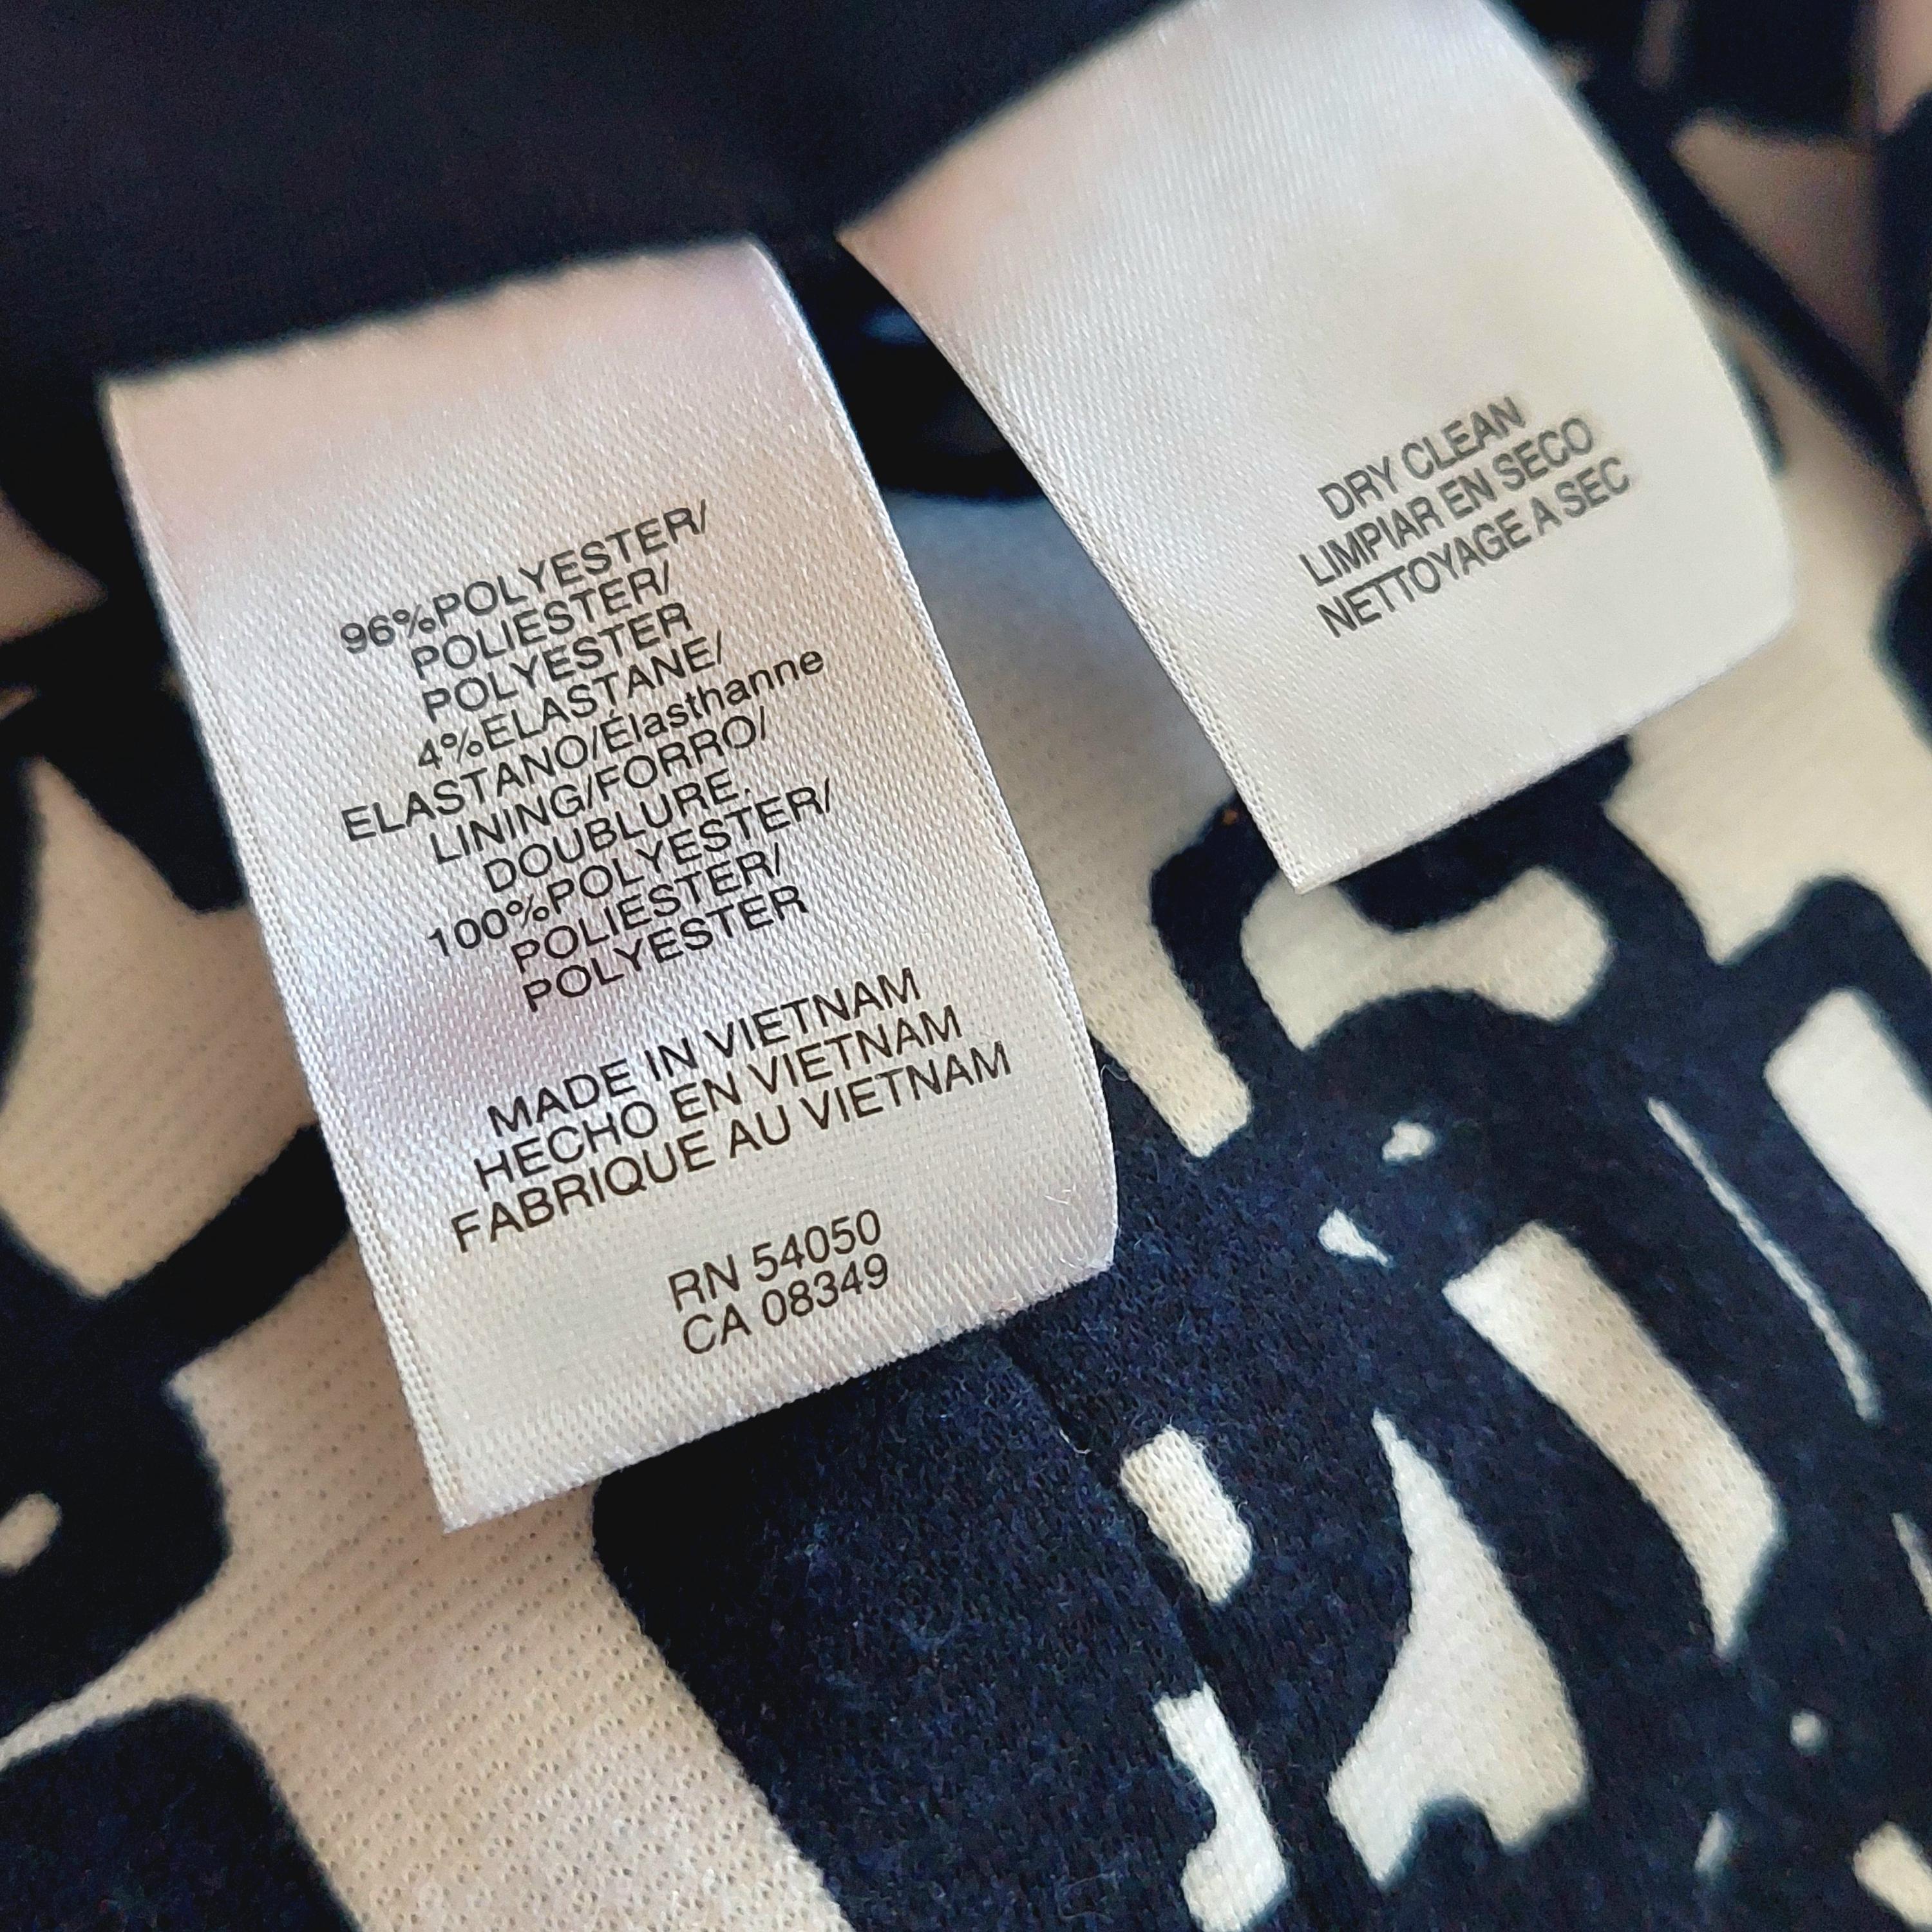 96%POLYESTER/
POLIESTER/
POLYESTER
4%ELASTANE/
ELASTANO/Élasthanne
LINING/FORRO/
DOUBLURE.
100%POLYESTER/
POLIESTER/
POLYESTER
MADE IN VIETNAM
HECHO EN VIETNAM
FABRIQUE AU VIETNAM
RN 54050
CA 08349
DRY CLEAN
LIMPIAR EN SECO
NETTOYAGE A SEC